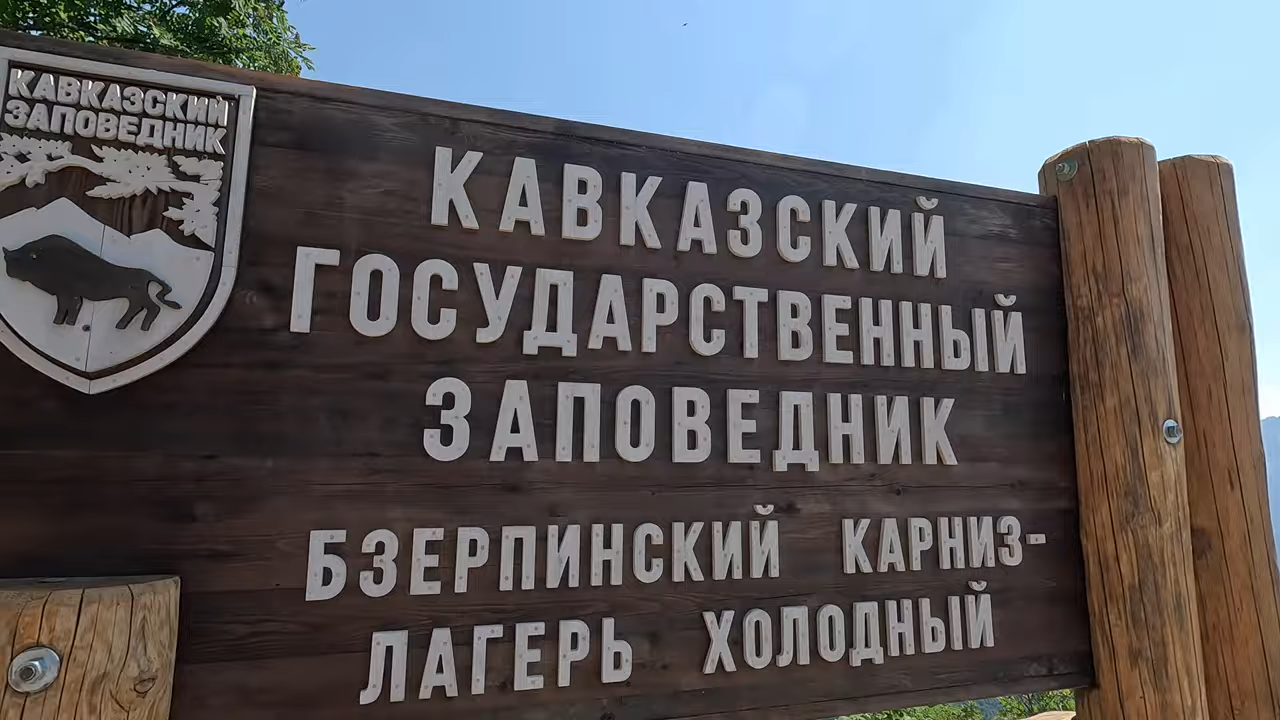 КАВКАЗСКИЙ
ЗАПОВЕДНИК
КАВКАЗСКИЙ
ГОСУДАРСТВЕННЫЙ
ЗАПОВЕДНИК
БЗЕРПИНСКИЙ КАРНИЗ-
ЛАГЕРЬ ХОЛОДНЫЙ